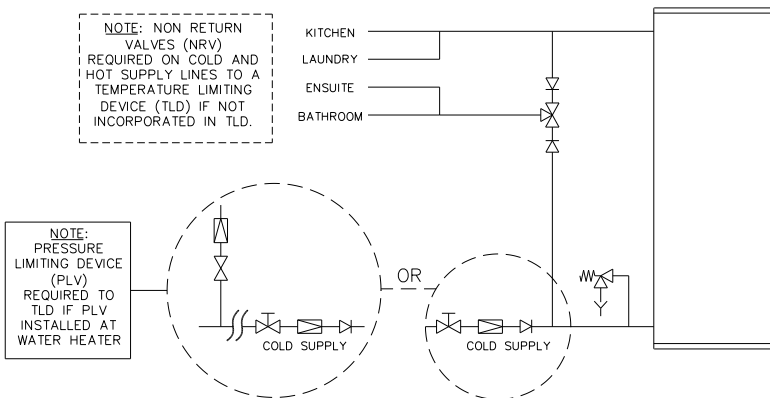 NOTE: NON RETURN
VALVES (NRV)
REQUIRED ON COLD AND
HOT SUPPLY LINES TO A
TEMPERATURE LIMITING
DEVICE (TLD) IF NOT
INCORPORATED IN TLD.
KITCHEN
LAUNDRY
ENSUITE
BATHROOM
NOTE:
PRESSURE
LIMITING DEVICE
(PLV)
REQUIRED TO
TLD IF PLV
INSTALLED AT
WATER HEATER
OR
COLD SUPPLY
COLD SUPPLY